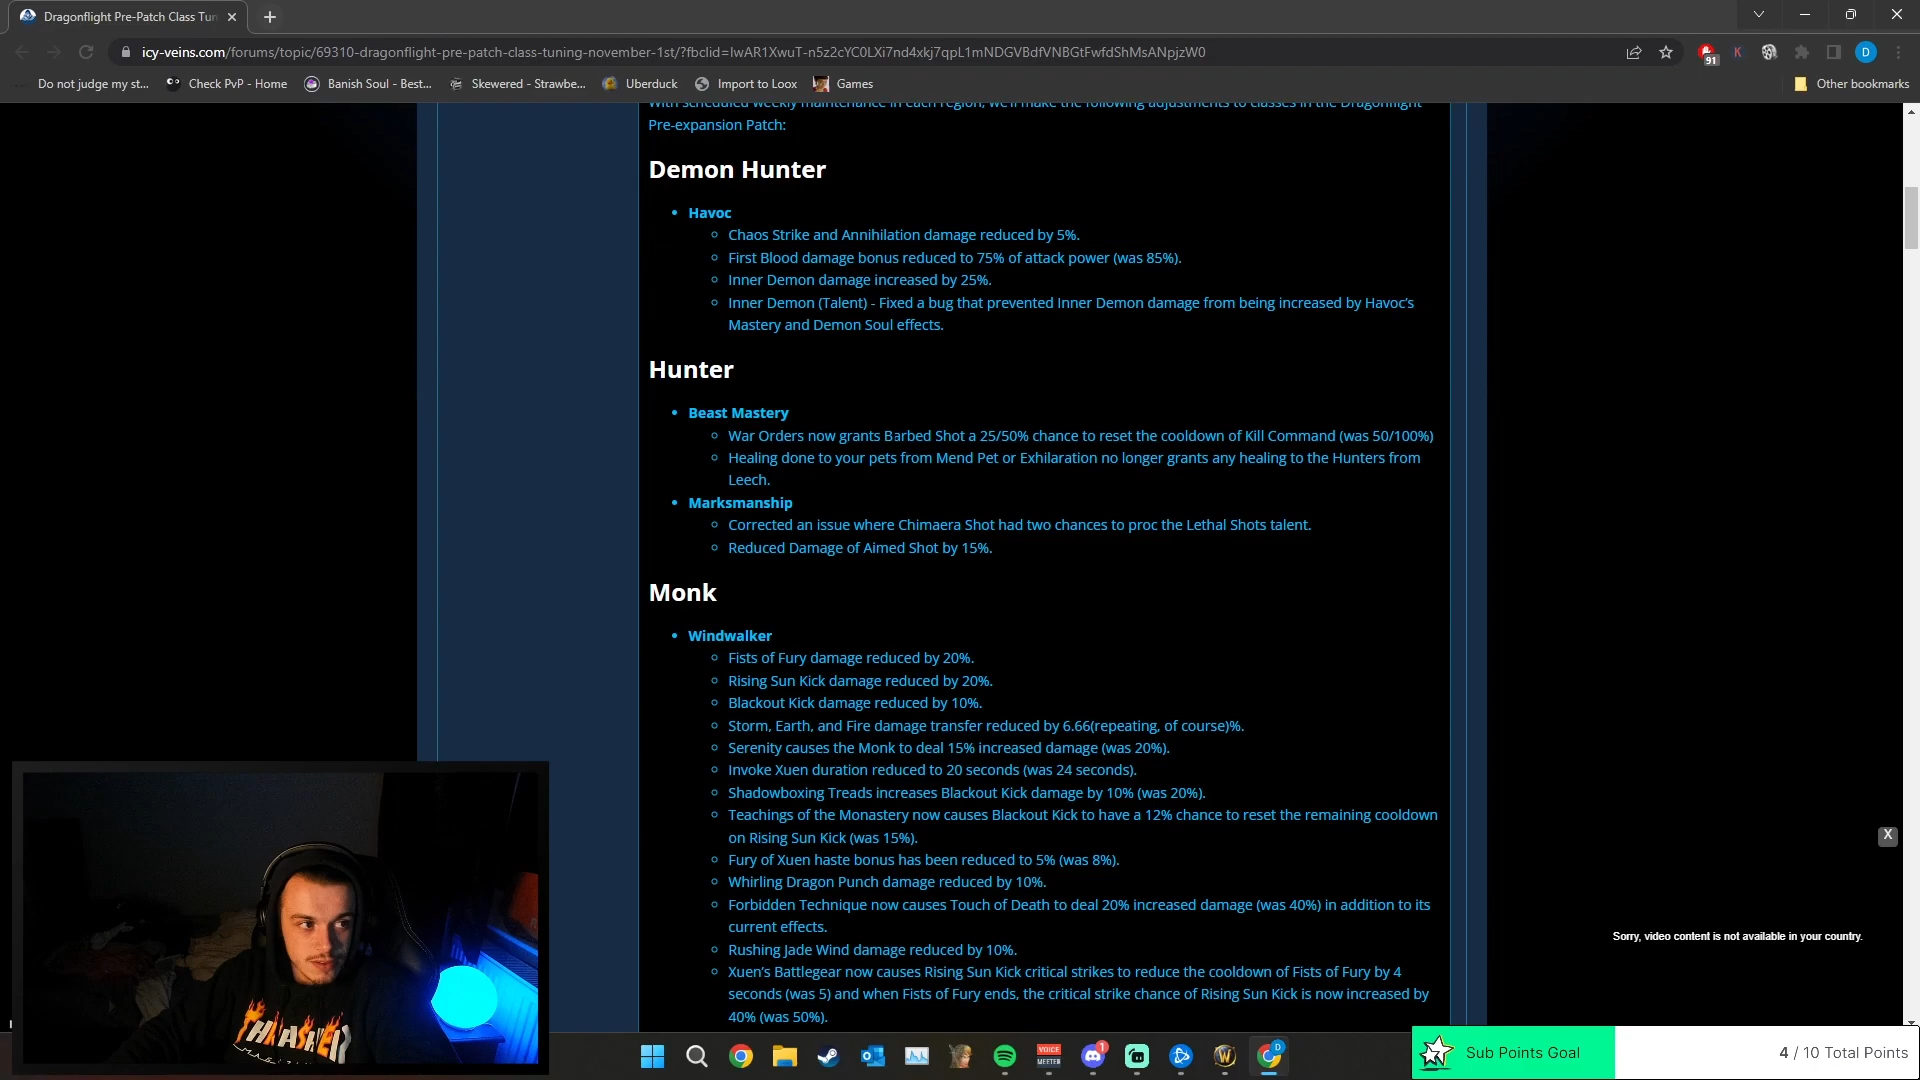 Dragonflight Pre-Patch Class Tun
icy-veins.com/forums/topic/69310-dragonflight-pre-patch-class-tuning-november-1st/?fbclid=IwAR1XwuT-n5z2cYC0LXi7nd4xkj7qpL1mNDGVBdfVNBGtFwfdShMsANpjzW0
91
K
D
Do not judge my st...
Check PvP - Home
Banish Soul - Best...
Skewered - Strawbe...
Uberduck
Import to Loox
Games
Other bookmarks
With scheduled weekly maintenance in each region, we'll make the following adjustments to classes in the Dragonflight
Pre-expansion Patch:
Demon Hunter
• Havoc
Chaos Strike and Annihilation damage reduced by 5%.
First Blood damage bonus reduced to 75% of attack power (was 85%).
Inner Demon damage increased by 25%.
Inner Demon (Talent) - Fixed a bug that prevented Inner Demon damage from being increased by Havoc's
Mastery and Demon Soul effects.
Hunter
• Beast Mastery
War Orders now grants Barbed Shot a 25/50% chance to reset the cooldown of Kill Command (was 50/100%)
Healing done to your pets from Mend Pet or Exhilaration no longer grants any healing to the Hunters from
Leech.
• Marksmanship
Corrected an issue where Chimaera Shot had two chances to proc the Lethal Shots talent.
Reduced Damage of Aimed Shot by 15%.
Monk
• Windwalker
Fists of Fury damage reduced by 20%.
Rising Sun Kick damage reduced by 20%.
Blackout Kick damage reduced by 10%.
Storm, Earth, and Fire damage transfer reduced by 6.66(repeating, of course)%.
Serenity causes the Monk to deal 15% increased damage (was 20%).
Invoke Xuen duration reduced to 20 seconds (was 24 seconds).
Shadowboxing Treads increases Blackout Kick damage by 10% (was 20%).
Teachings of the Monastery now causes Blackout Kick to have a 12% chance to reset the remaining cooldown
on Rising Sun Kick (was 15%).
Fury of Xuen haste bonus has been reduced to 5% (was 8%).
Whirling Dragon Punch damage reduced by 10%.
Forbidden Technique now causes Touch of Death to deal 20% increased damage (was 40%) in addition to its
current effects.
Rushing Jade Wind damage reduced by 10%.
Xuen's Battlegear now causes Rising Sun Kick critical strikes to reduce the cooldown of Fists of Fury by 4
seconds (was 5) and when Fists of Fury ends, the critical strike chance of Rising Sun Kick is now increased by
40% (was 50%).
X
Sorry, video content is not available in your country.
THRASHER
MAGAZINE
VOICE
MEETER
1
D
Sub Points Goal
4 / 10 Total Points